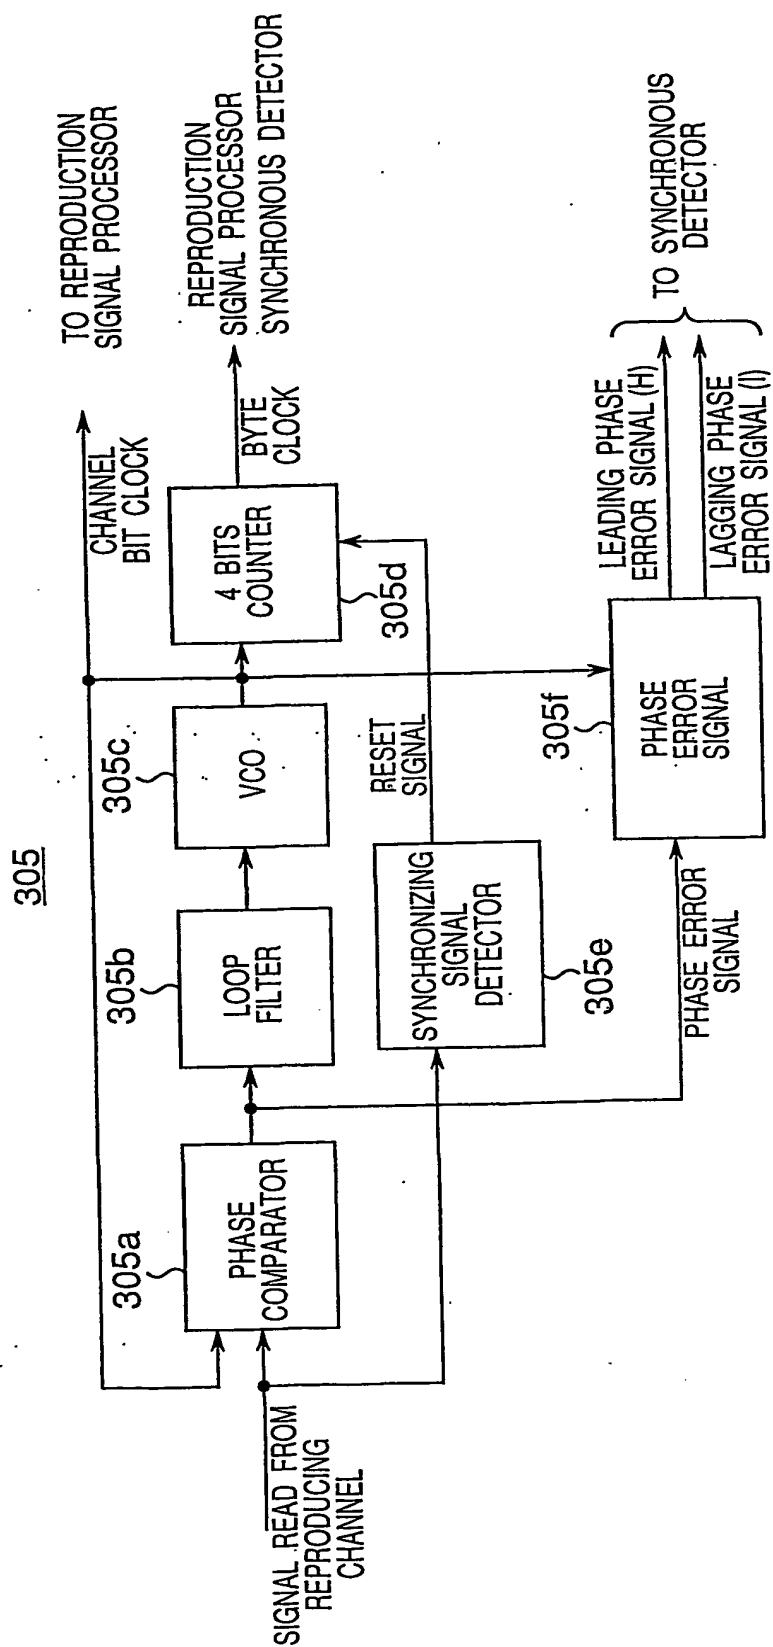 305
TO REPRODUCTION
SIGNAL PROCESSOR
CHANNEL
BIT CLOCK
REPRODUCTION
SIGNAL PROCESSOR
SYNCHRONOUS DETECTOR
BYTE
CLOCK
305a
PHASE
COMPARATOR
305b
LOOP
FILTER
305c
VCO
4 BITS
COUNTER
305d
SIGNAL READ FROM
REPRODUCING
CHANNEL
SYNCHRONIZING
SIGNAL
DETECTOR
305e
RESET
SIGNAL
PHASE ERROR
SIGNAL
305f
PHASE
ERROR
SIGNAL
LEADING PHASE
ERROR SIGNAL (H)
LAGGING PHASE
ERROR SIGNAL (I)
TO SYNCHRONOUS
DETECTOR